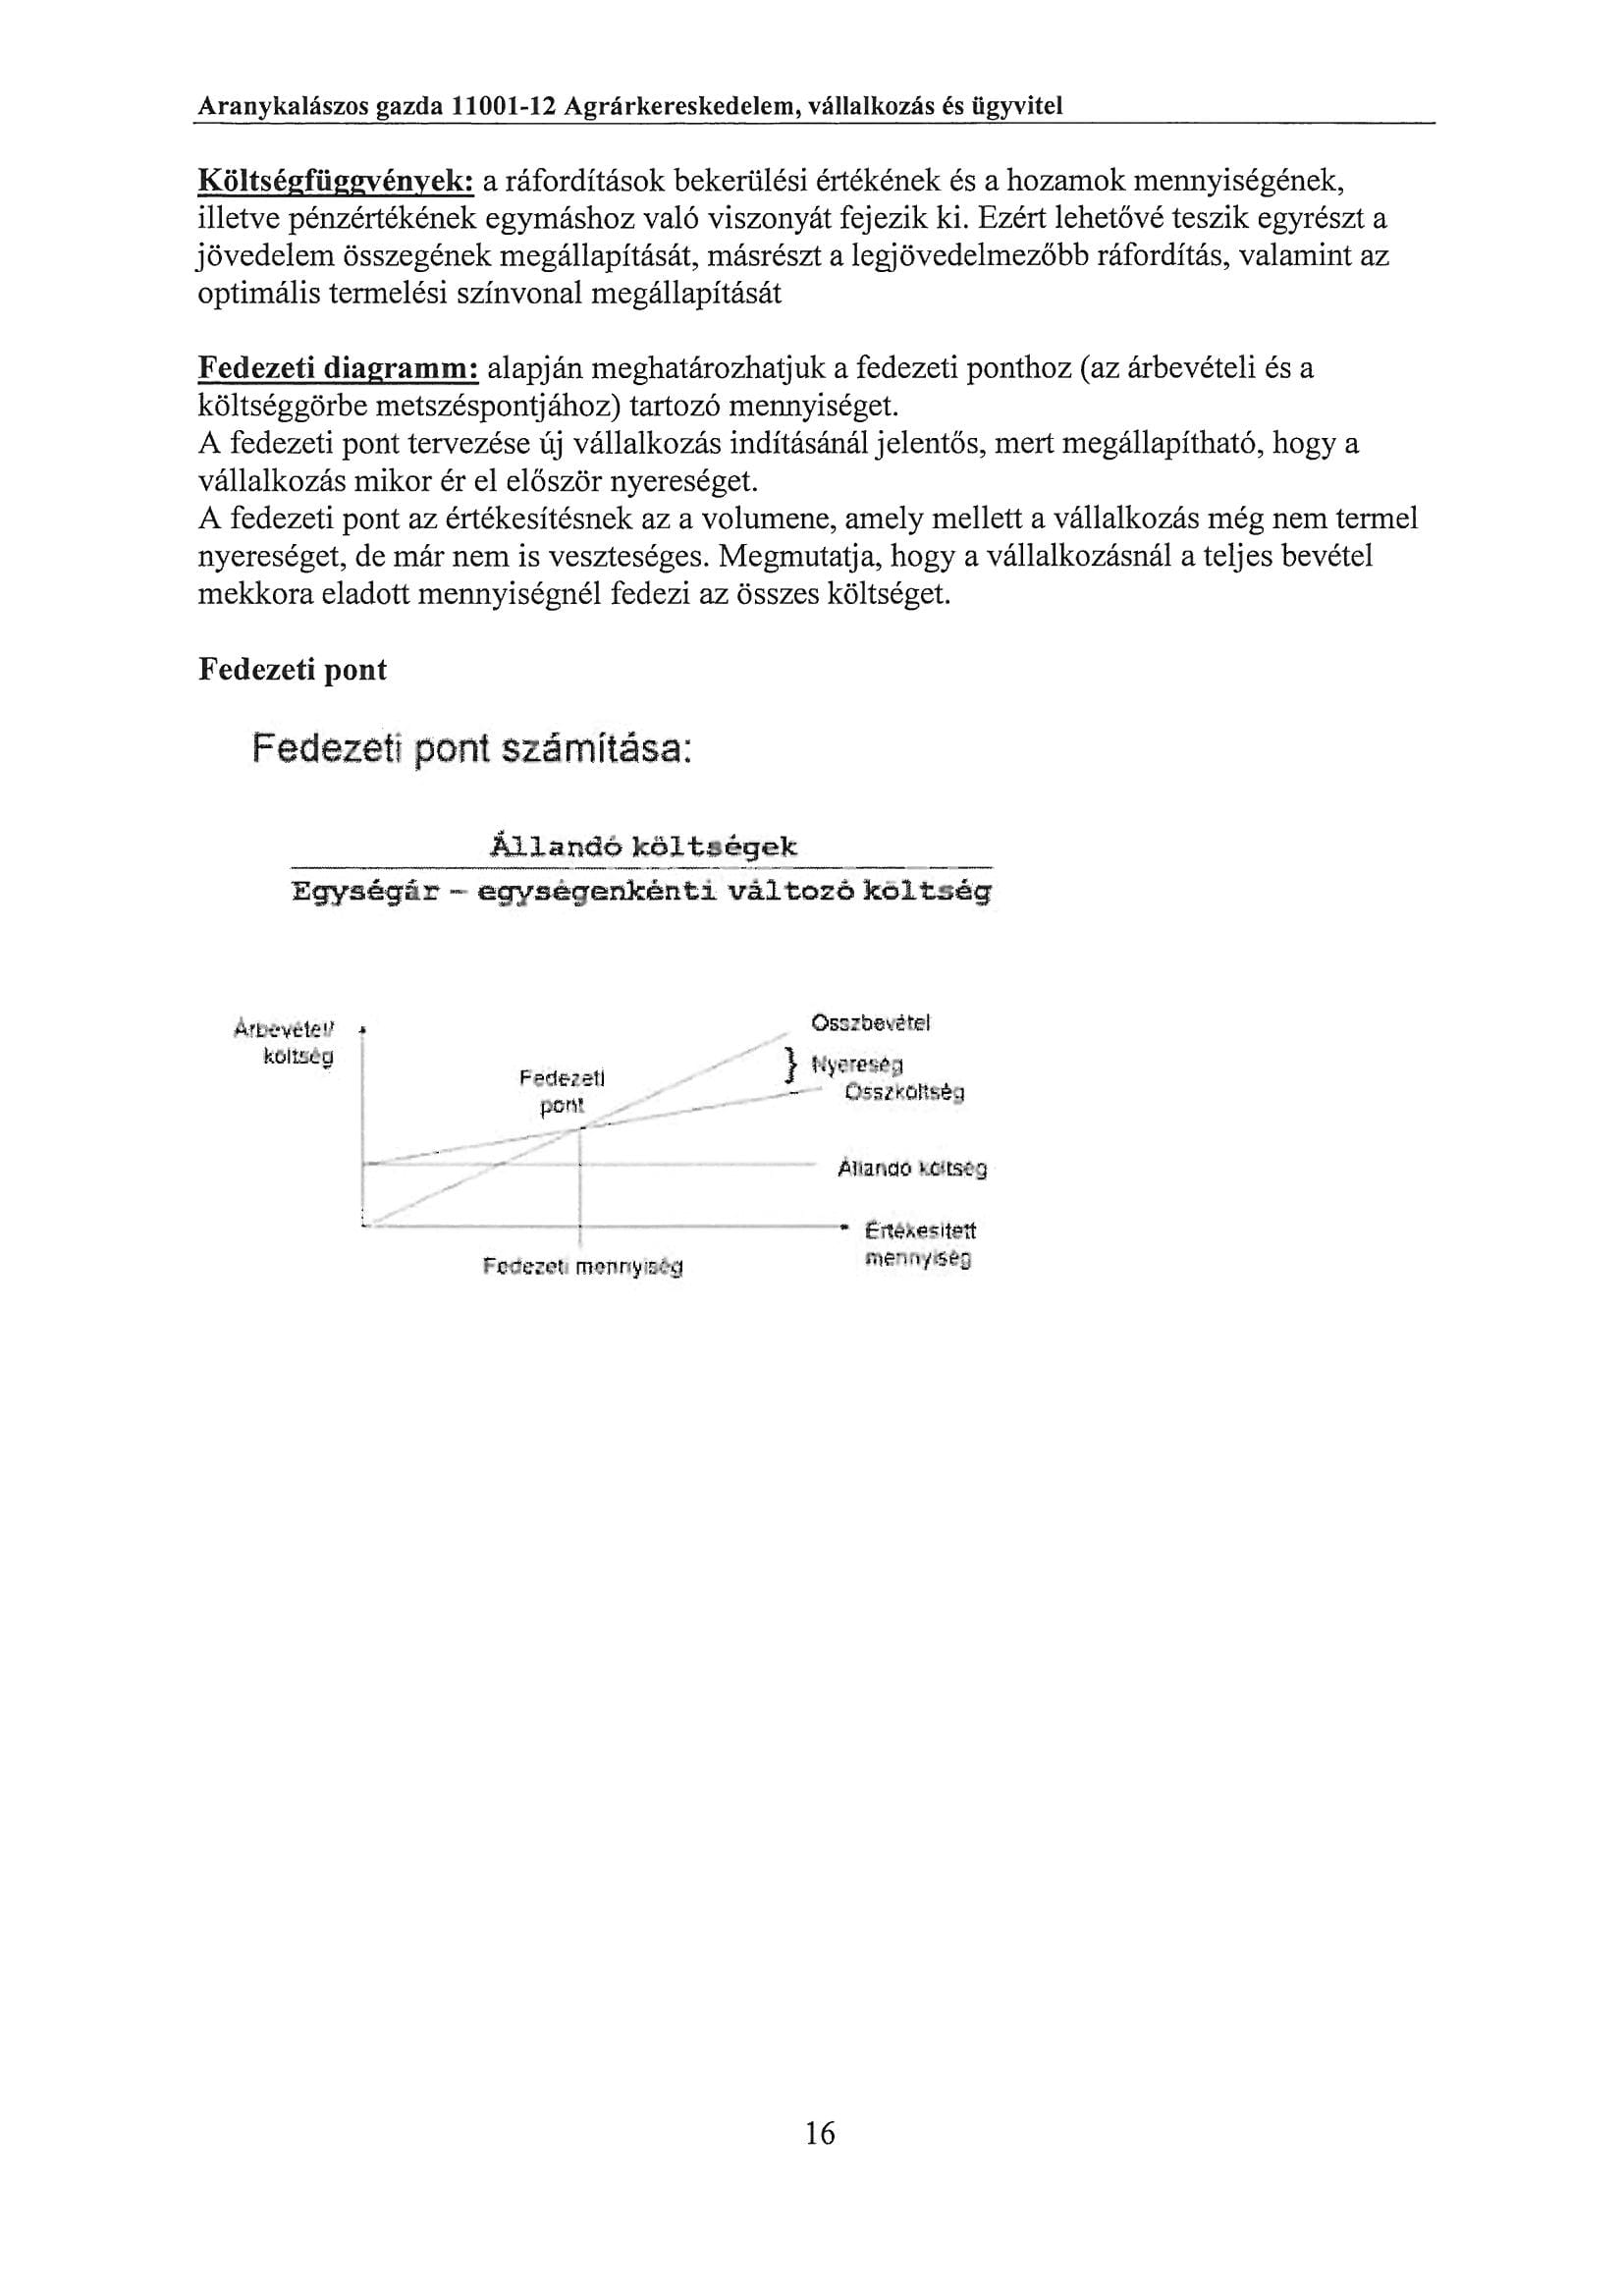 Aranykalászos gazda 11001-12 Agrárkereskedelem, vállalkozás és ügyvitel
Költségfüggvények: a ráfordítások bekerülési értékének és a hozamok mennyiségének,
illetve pénzértékének egymáshoz való viszonyát fejezik ki. Ezért lehetővé teszik egyrészt a
jövedelem összegének megállapítását, másrészt a legjövedelmezőbb ráfordítás, valamint az
optimális termelési színvonal megállapítását
Fedezeti diagramm: alapján meghatározhatjuk a fedezeti ponthoz (az árbevételi és a
költséggörbe metszéspontjához) tartozó mennyiséget.
A fedezeti pont tervezése új vállalkozás indításánál jelentős, mert megállapítható, hogy a
vállalkozás mikor ér el először nyereséget.
A fedezeti pont az értékesítésnek az a volumene, amely mellett a vállalkozás még nem termel
nyereséget, de már nem is veszteséges. Megmutatja, hogy a vállalkozásnál a teljes bevétel
mekkora eladott mennyiségnél fedezi az összes költséget.
Fedezeti pont
Fedezeti pont számítása:
Állandó költségek
Egységár – egységenkénti változó költség
Árbevétel/
költség
Fedezeti
pont
Összbevétel
} Nyereség
Összköltség
Állandó költség
Értékesített
mennyiség
Fedezeti mennyiség
16